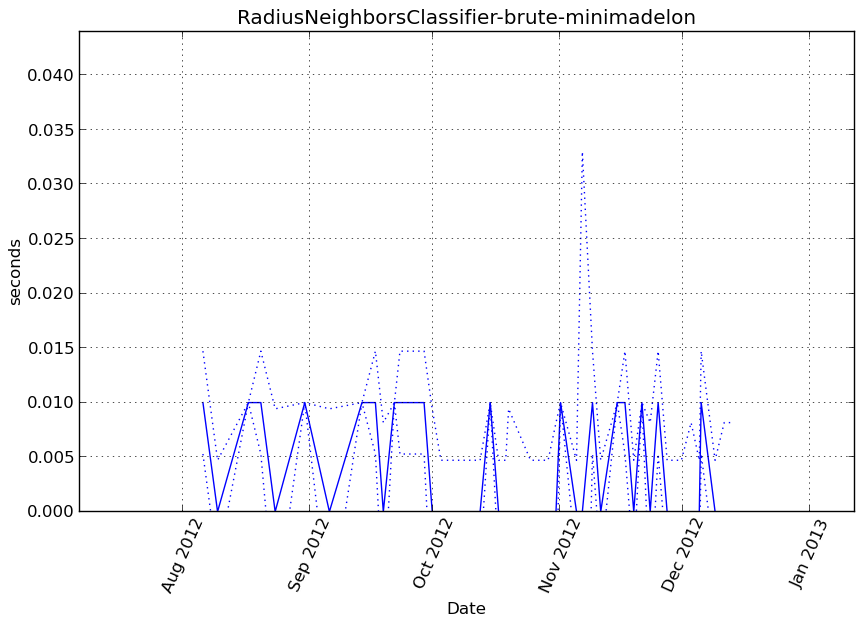 RadiusNeighborsClassifier-brute-minimadelon
0.040
0.035
0.030
0.025
0.020
0.015
0.010
0.005
0.000
seconds
Aug 2012
Sep 2012
Oct 2012
Nov 2012
Dec 2012
Jan 2013
Date